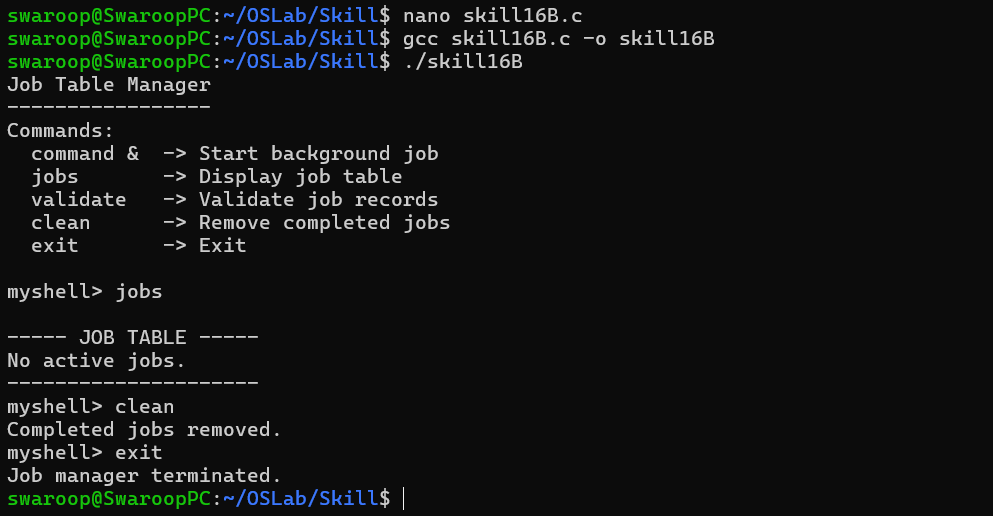 swaroop@SwaroopPC:~/OSLab/Skill$ nano skill16B.c
swaroop@SwaroopPC:~/OSLab/Skill$ gcc skill16B.c -o skill16B
swaroop@SwaroopPC:~/OSLab/Skill$ ./skill16B
Job Table Manager
-----------------
Commands:
  command &  -> Start background job
  jobs       -> Display job table
  validate   -> Validate job records
  clean      -> Remove completed jobs
  exit       -> Exit

myshell> jobs

----- JOB TABLE -----
No active jobs.
---------------------
myshell> clean
Completed jobs removed.
myshell> exit
Job manager terminated.
swaroop@SwaroopPC:~/OSLab/Skill$